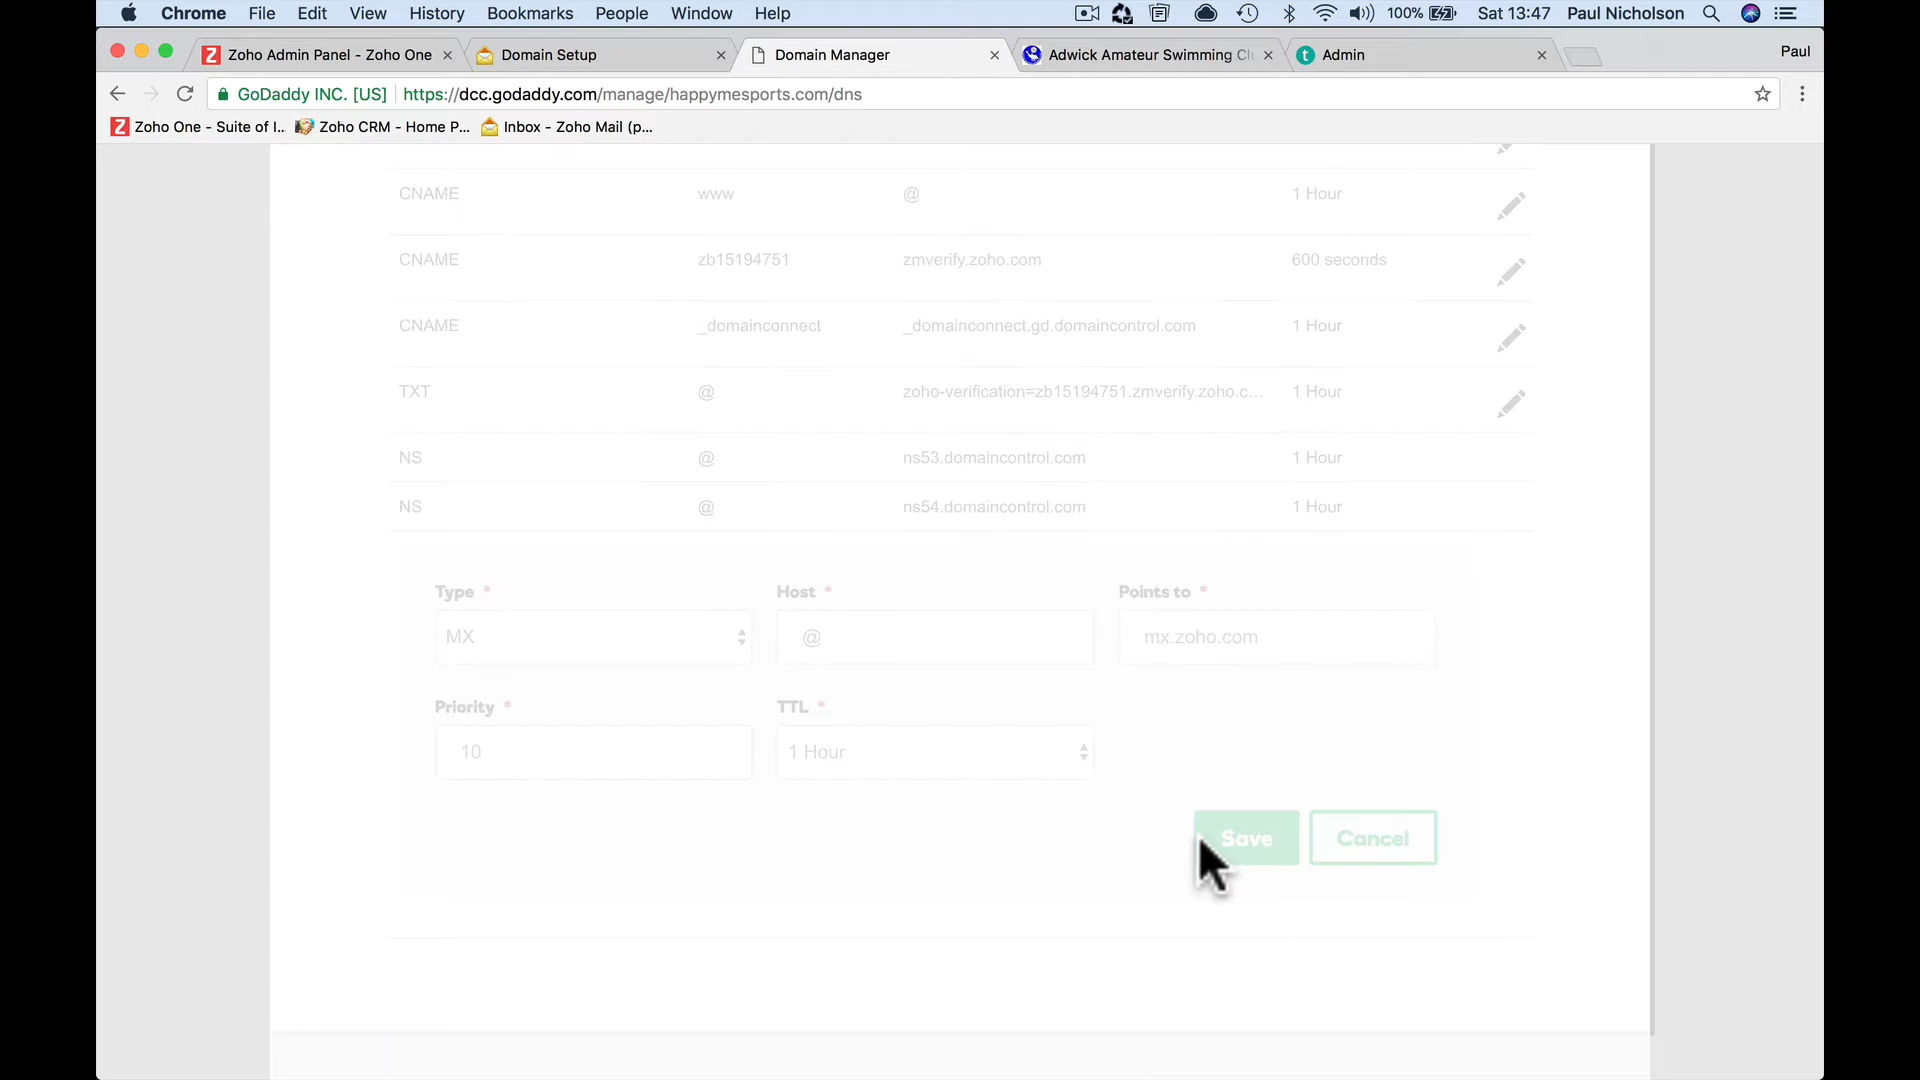 Chrome File Edit View History Bookmarks People Window Help 100% Sat 13:47 Paul Nicholson
Zoho Admin Panel - Zoho One Domain Setup Domain Manager Adwick Amateur Swimming Cl t Admin Paul
GoDaddy INC. [US] https://dcc.godaddy.com/manage/happymesports.com/dns
Zoho One - Suite of I... Zoho CRM - Home P... Inbox - Zoho Mail (p...
CNAME www @ 1 Hour
CNAME zb15194751 zmverify.zoho.com 600 seconds
CNAME _domainconnect _domainconnect.gd.domaincontrol.com 1 Hour
TXT @ zoho-verification=zb15194751.zmverify.zoho.c... 1 Hour
NS @ ns53.domaincontrol.com 1 Hour
NS @ ns54.domaincontrol.com 1 Hour
Type * Host * Points to *
MX @ mx.zoho.com
Priority * TTL *
10 1 Hour
Save Cancel